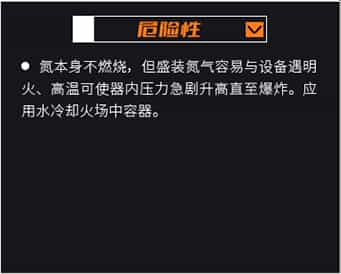 危险性
● 氮本身不燃烧，但盛装氮气容易与设备遇明
火、高温可使器内压力急剧升高直至爆炸。应
用水冷却火场中容器。